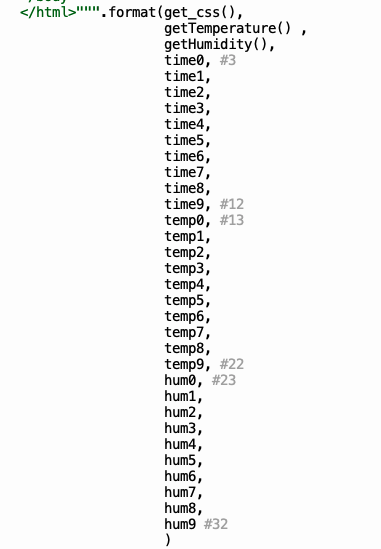 </html>""".format(get_css(),
getTemperature() ,
getHumidity(),
time0, #3
time1,
time2,
time3,
time4,
time5,
time6,
time7,
time8,
time9, #12
temp0, #13
temp1,
temp2,
temp3,
temp4,
temp5,
temp6,
temp7,
temp8,
temp9, #22
hum0, #23
hum1,
hum2,
hum3,
hum4,
hum5,
hum6,
hum7,
hum8,
hum9 #32
)